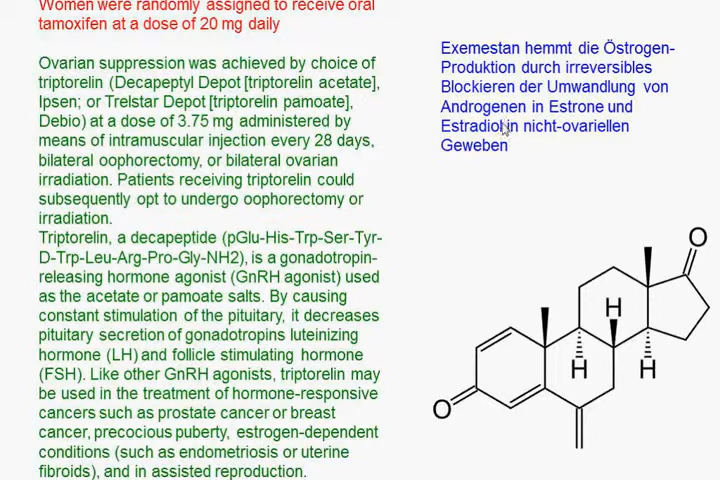 Women were randomly assigned to receive oral
tamoxifen at a dose of 20 mg daily
Ovarian suppression was achieved by choice of
triptorelin (Decapeptyl Depot [triptorelin acetate],
Ipsen; or Trelstar Depot [triptorelin pamoate],
Debio) at a dose of 3.75 mg administered by
means of intramuscular injection every 28 days,
bilateral oophorectomy, or bilateral ovarian
irradiation. Patients receiving triptorelin could
subsequently opt to undergo oophorectomy or
irradiation.
Triptorelin, a decapeptide (pGlu-His-Trp-Ser-Tyr-
D-Trp-Leu-Arg-Pro-Gly-NH2), is a gonadotropin-
releasing hormone agonist (GnRH agonist) used
as the acetate or pamoate salts. By causing
constant stimulation of the pituitary, it decreases
pituitary secretion of gonadotropins luteinizing
hormone (LH) and follicle stimulating hormone
(FSH). Like other GnRH agonists, triptorelin may
be used in the treatment of hormone-responsive
cancers such as prostate cancer or breast
cancer, precocious puberty, estrogen-dependent
conditions (such as endometriosis or uterine
fibroids), and in assisted reproduction.
Exemestan hemmt die Östrogen-
Produktion durch irreversibles
Blockieren der Umwandlung von
Androgenen in Estrone und
Estradiol in nicht-ovariellen
Geweben
O
H
H H
O